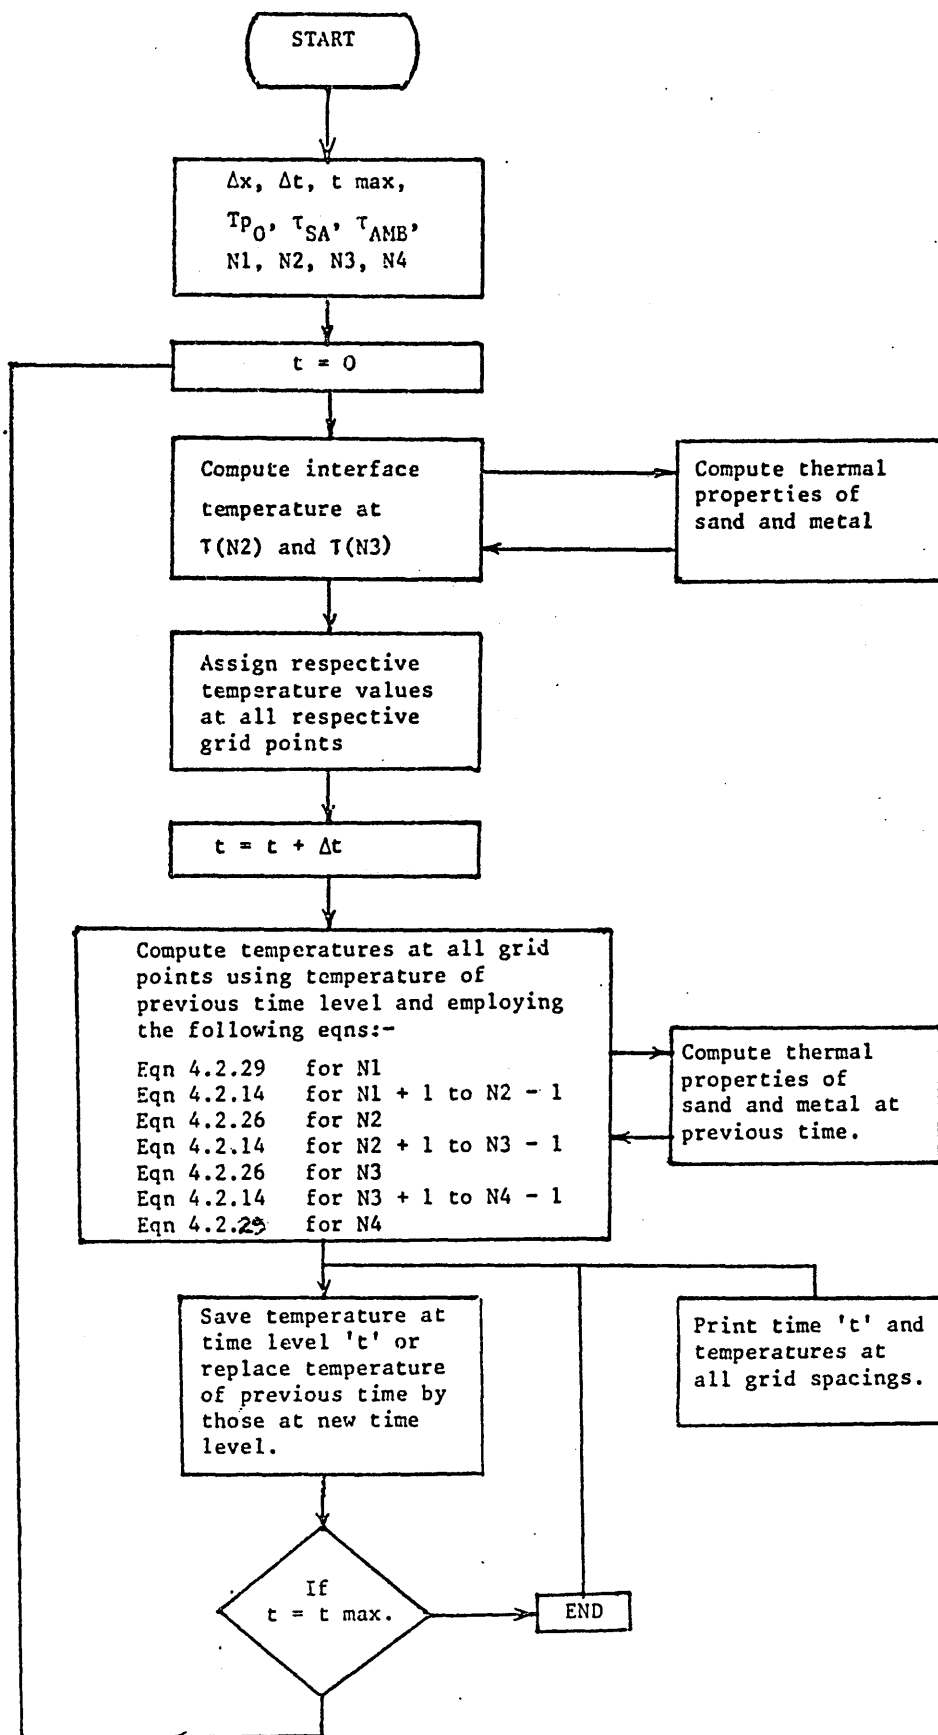 START
Δx, Δt, t max,
Tp₀, τSA, τAMB,
N1, N2, N3, N4
t = 0
Compute interface
temperature at
T(N2) and T(N3)
Compute thermal
properties of
sand and metal
Assign respective
temperature values
at all respective
grid points
t = t + Δt
Compute temperatures at all grid
points using temperature of
previous time level and employing
the following eqns:-
Eqn 4.2.29 for N1
Eqn 4.2.14 for N1 + 1 to N2 - 1
Eqn 4.2.26 for N2
Eqn 4.2.14 for N2 + 1 to N3 - 1
Eqn 4.2.26 for N3
Eqn 4.2.14 for N3 + 1 to N4 - 1
Eqn 4.2.29 for N4
Compute thermal
properties of
sand and metal at
previous time.
Save temperature at
time level 't' or
replace temperature
of previous time by
those at new time
level.
Print time 't' and
temperatures at
all grid spacings.
If
t = t max.
END